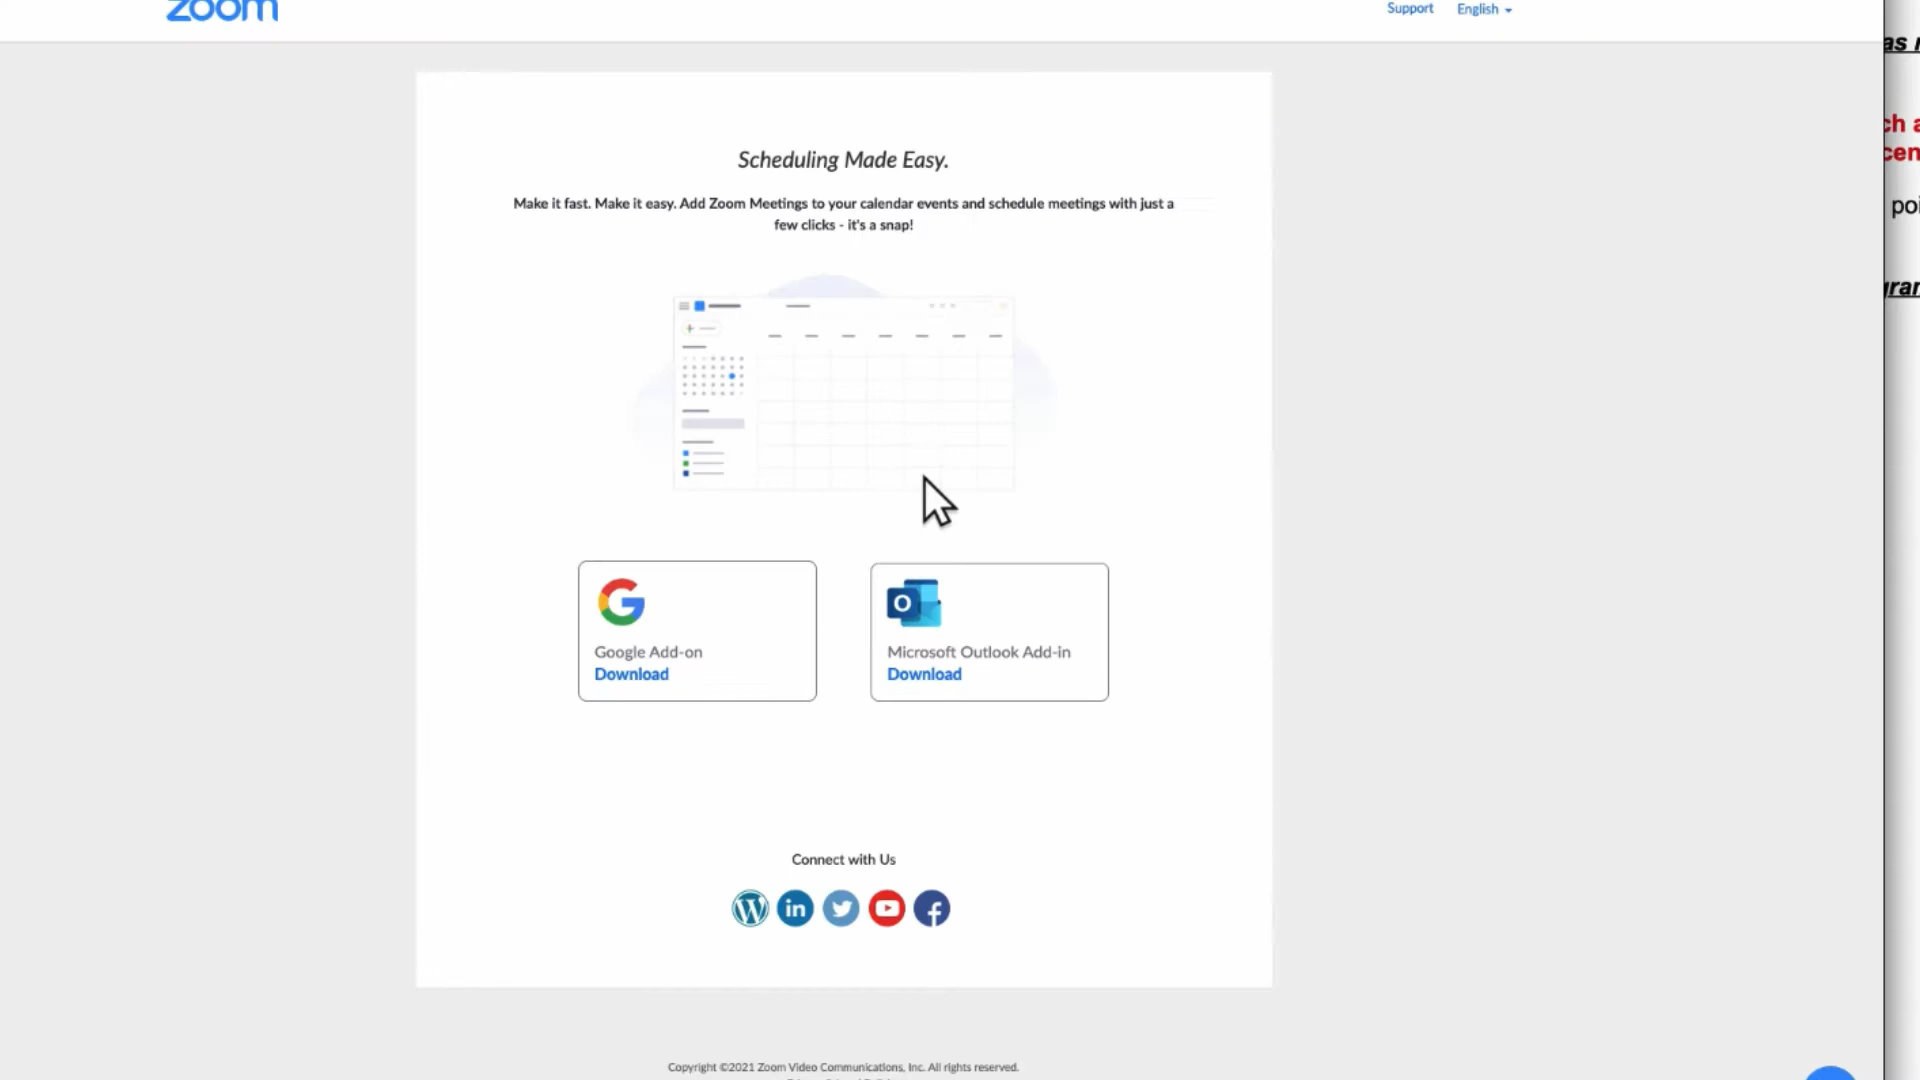 zoom
Support English
Scheduling Made Easy.
Make it fast. Make it easy. Add Zoom Meetings to your calendar events and schedule meetings with just a
few clicks - it's a snap!
Google Add-on
Download
Microsoft Outlook Add-in
Download
Connect with Us
Copyright ©2021 Zoom Video Communications, Inc. All rights reserved.